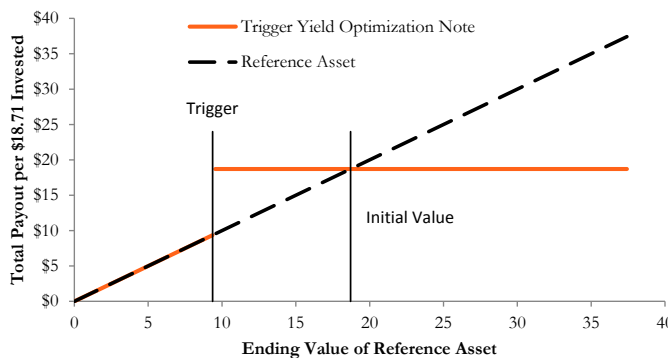 $40
Trigger Yield Optimization Note
$35
Reference Asset
$30
$25
Trigger
$20
$15
Initial Value
$10
$5
$0
0 5 10 15 20 25 30 35 40
Total Payout per $18.71 Invested
Ending Value of Reference Asset